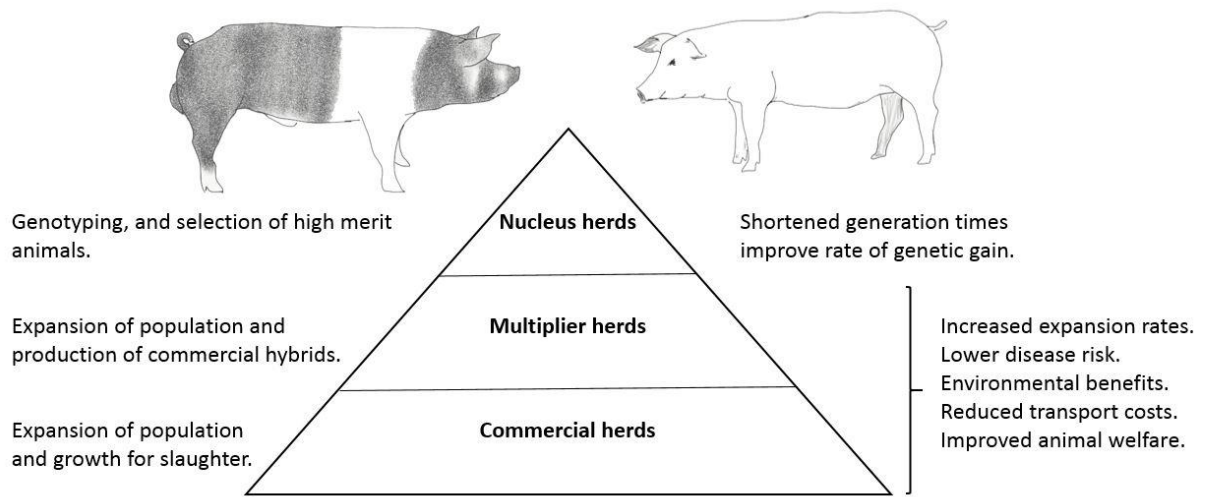 Genotyping, and selection of high merit
animals.
Nucleus herds
Shortened generation times
improve rate of genetic gain.
Expansion of population and
production of commercial hybrids.
Multiplier herds
Expansion of population
and growth for slaughter.
Commercial herds
Increased expansion rates.
Lower disease risk.
Environmental benefits.
Reduced transport costs.
Improved animal welfare.